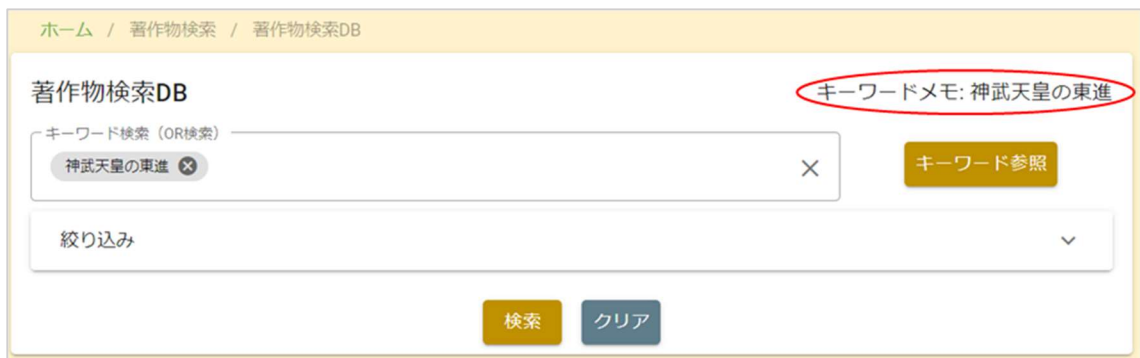 ホーム / 著作物検索 / 著作物検索DB
著作物検索DB
キーワードメモ: 神武天皇の東進
キーワード検索（OR検索）
神武天皇の東進
キーワード参照
絞り込み
検索 クリア